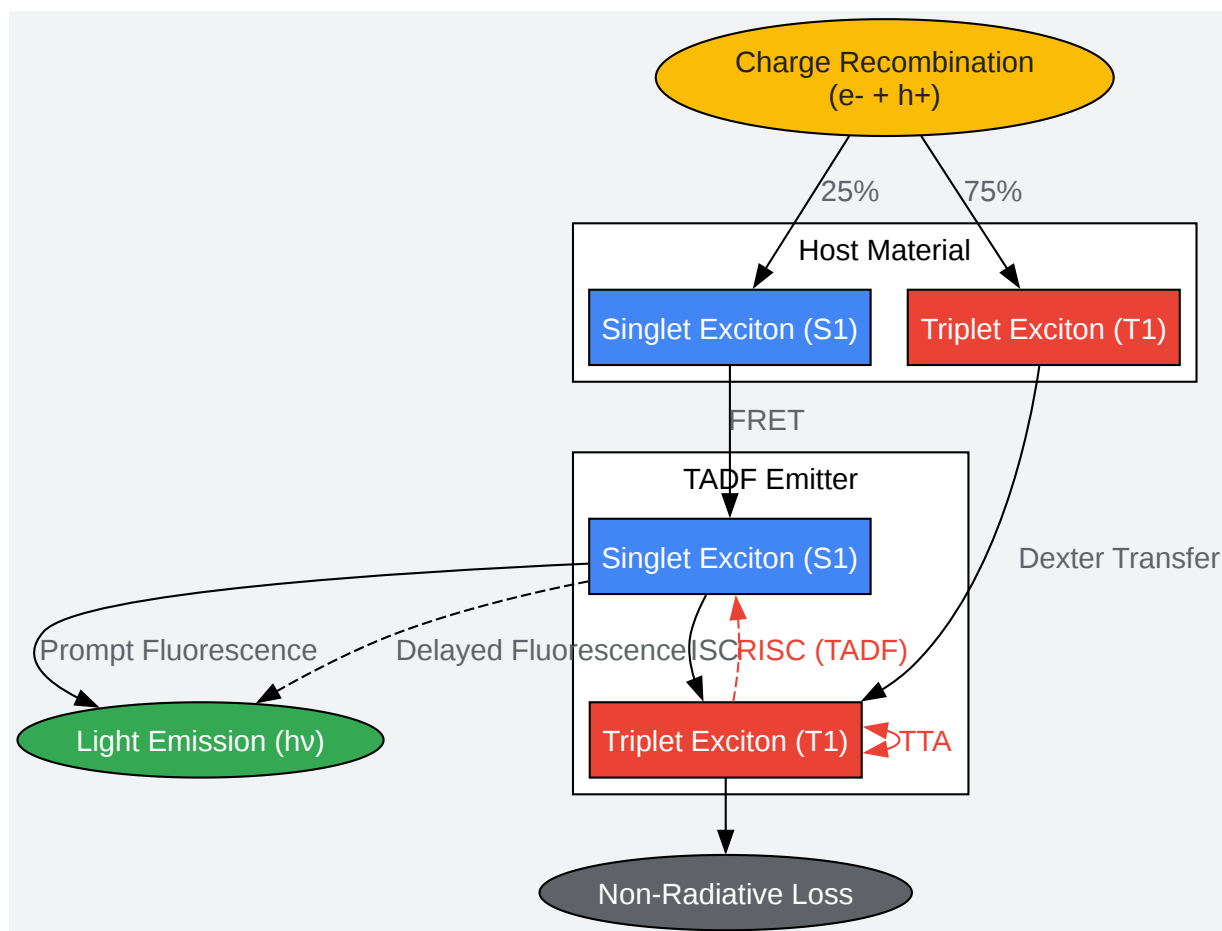 Charge Recombination
(e- + h+)
25%
75%
Host Material
Singlet Exciton (S1)
Triplet Exciton (T1)
FRET
TADF Emitter
Singlet Exciton (S1)
Dexter Transfer
Prompt Fluorescence
Delayed Fluorescence
ISC
RISC (TADF)
Light Emission (hν)
Triplet Exciton (T1)
TTA
Non-Radiative Loss